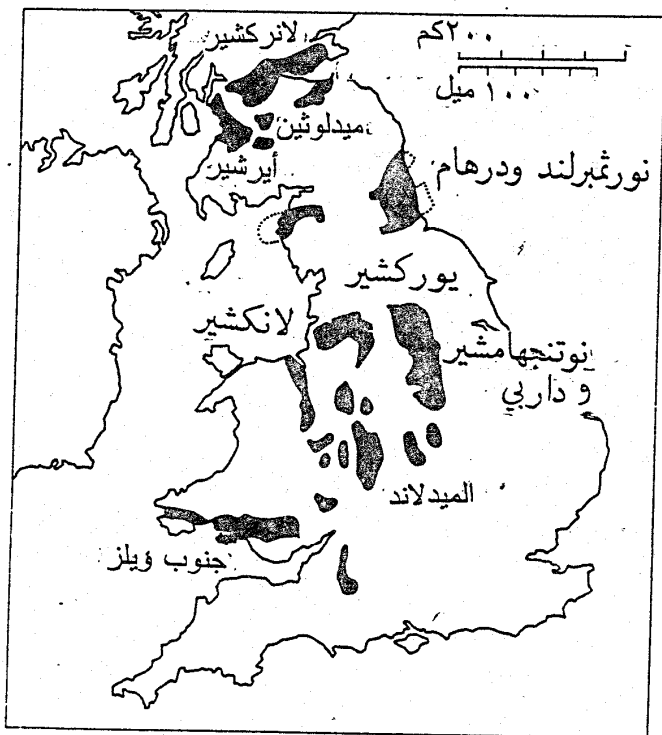 لانركشير
٢٠٠كم
١٠٠ ميل
ميدلوثين
أيرشير
نورثمبرلند ودرهام
يوركشير
لانكشير
نوتنجهامشير
و داربي
الميدلاند
جنوب ويلز